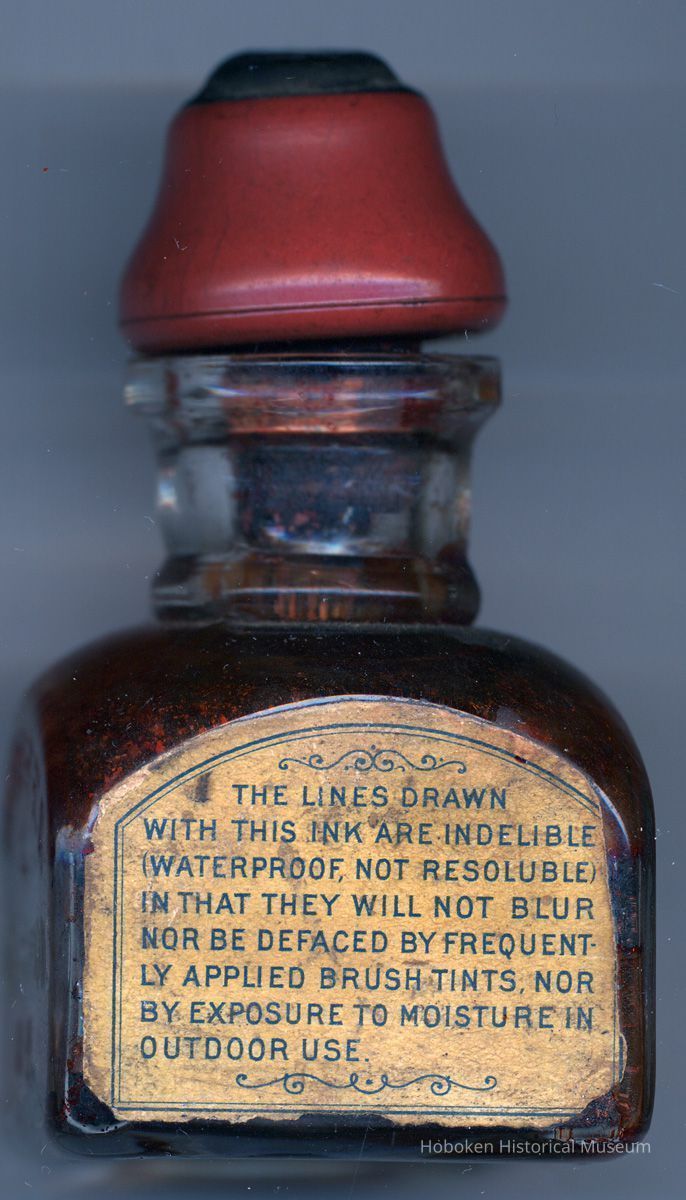 THE LINES DRAWN
WITH THIS INK ARE INDELIBLE
(WATERPROOF, NOT RESOLUBLE)
IN THAT THEY WILL NOT BLUR
NOR BE DEFACED BY FREQUENT-
LY APPLIED BRUSH TINTS, NOR
BY EXPOSURE TO MOISTURE IN
OUTDOOR USE.
Hoboken Historical Museum